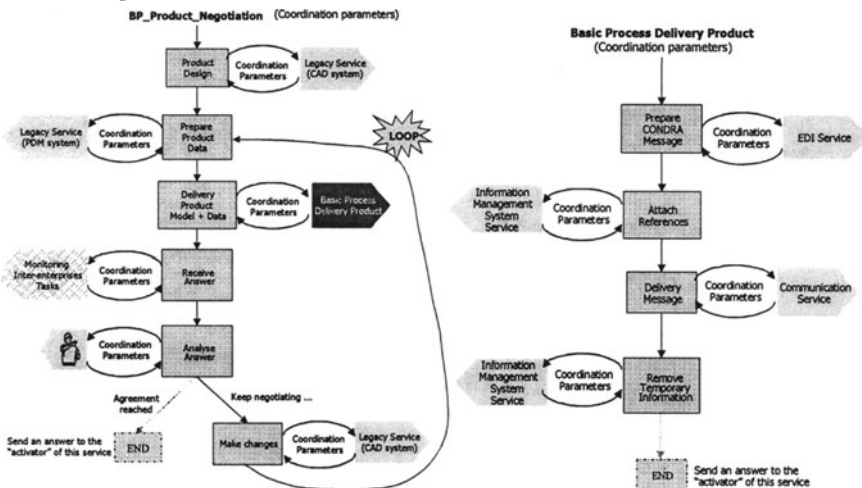 BP_Product_Negotiation (Coordination parameters)
Product
Design
Coordination
Parameters
Legacy Service
(CAD system)
Legacy Service
(PDM system)
Coordination
Parameters
Prepare
Product
Data
LOOP
Delivery
Product
Model + Data
Coordination
Parameters
Basic Process
Delivery Product
Monitoring
Inter-enterprises
Tasks
Coordination
Parameters
Receive
Answer
Coordination
Parameters
Analyse
Answer
Agreement
reached
Keep negotiating ...
Send an answer to the
"activator" of this service
END
Make changes
Coordination
Parameters
Legacy Service
(CAD system)
Basic Process Delivery Product
(Coordination parameters)
Prepare
CONDRA
Message
Coordination
Parameters
EDI Service
Information
Management
System
Service
Coordination
Parameters
Attach
References
Delivery
Message
Coordination
Parameters
Communication
Service
Information
Management
System
Service
Coordination
Parameters
Remove
Temporary
Information
END
Send an answer to the
"activator" of this service